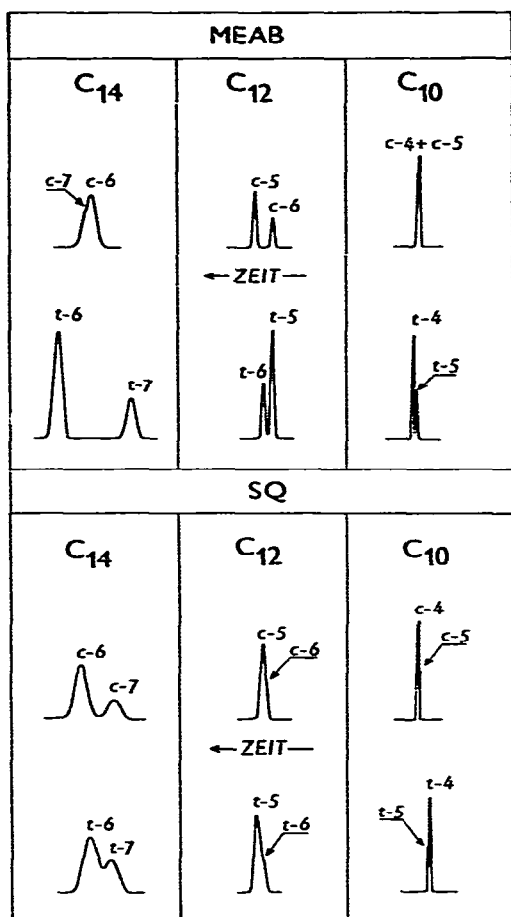 MEAB
C14 C12 C10
c-4+c-5
c-7 c-6 c-5
c-6
← ZEIT —
t-6 t-5 t-4
t-7 t-6 t-5
SQ
C14 C12 C10
c-4
c-6 c-5 c-6 c-5
c-7
← ZEIT —
t-6 t-5 t-4
t-7 t-6 t-5